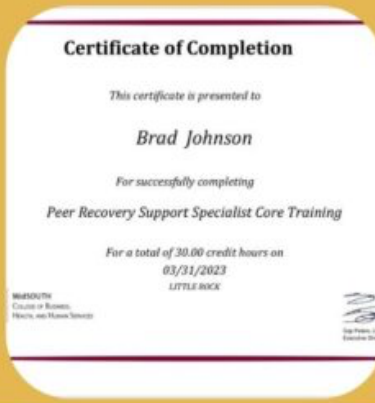 Certificate of Completion
This certificate is presented to
Brad Johnson
For successfully completing
Peer Recovery Support Specialist Core Training
For a total of 30.00 credit hours on
03/31/2023
LITTLE ROCK
MidSOUTH
College of Business,
Health, and Human Services
Executive